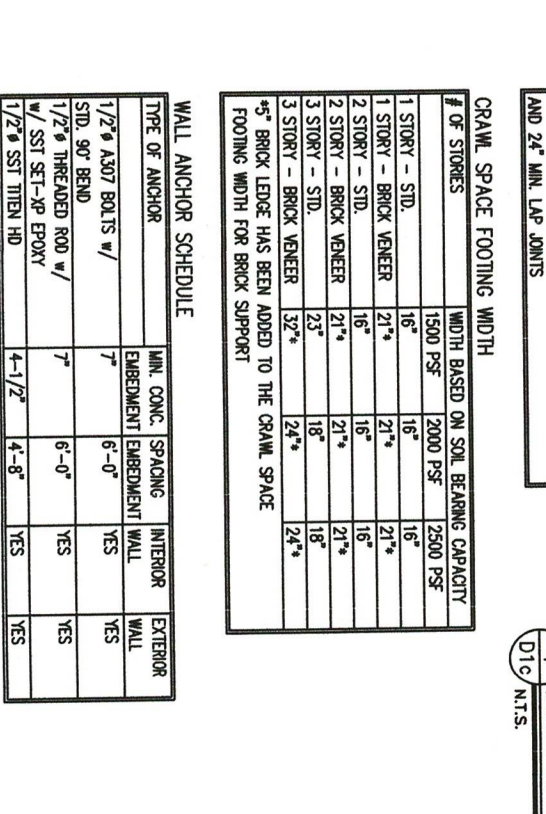 AND 24" MIN. LAP JOINTS
D1c N.T.S.
CRAWL SPACE FOOTING WIDTH
# OF STORIES WIDTH BASED ON SOIL BEARING CAPACITY
1500 PSF 2000 PSF 2500 PSF
1 STORY - STD. 16" 16" 16"
1 STORY - BRICK VENEER 21"* 21"* 21"*
2 STORY - STD. 16" 16" 16"
2 STORY - BRICK VENEER 21"* 21"* 21"*
3 STORY - STD. 23" 18" 18"
3 STORY - BRICK VENEER 32"* 24"* 24"*
*5" BRICK LEDGE HAS BEEN ADDED TO THE CRAWL SPACE
FOOTING WIDTH FOR BRICK SUPPORT
WALL ANCHOR SCHEDULE
TYPE OF ANCHOR MIN. CONC. SPACING INTERIOR EXTERIOR
EMBEDMENT EMBEDMENT WALL WALL
1/2"ø A307 BOLTS w/ 7" 6'-0" YES YES
STD. 90° BEND
1/2"ø THREADED ROD w/ 7" 6'-0" YES YES
w/ SST SET-XP EPOXY
1/2"ø SST TITEN HD 4-1/2" 4'-8" YES YES